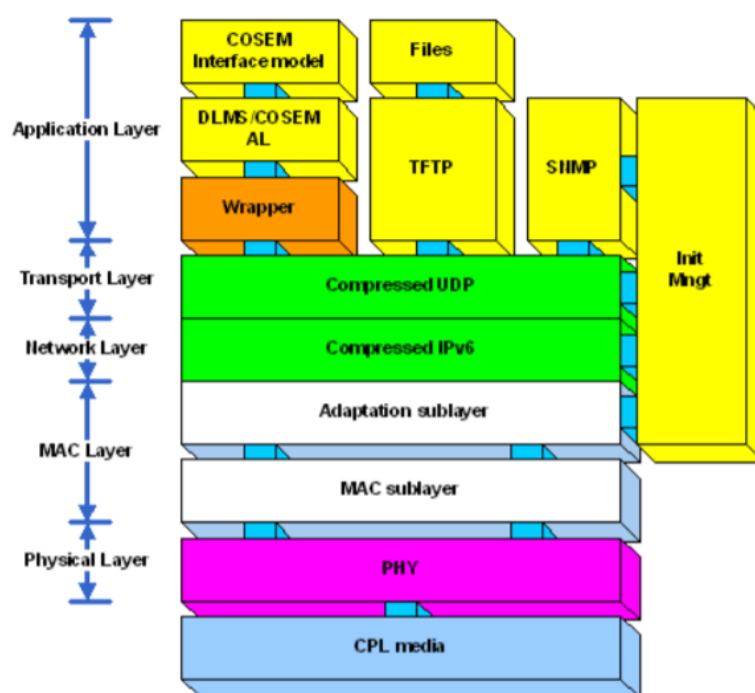 COSEM
Interface model
Files
Application Layer
DLMS/COSEM
AL
TFTP
SNMP
Wrapper
Init
Mngt
Transport Layer
Compressed UDP
Network Layer
Compressed IPv6
Adaptation sublayer
MAC Layer
MAC sublayer
Physical Layer
PHY
CPL media